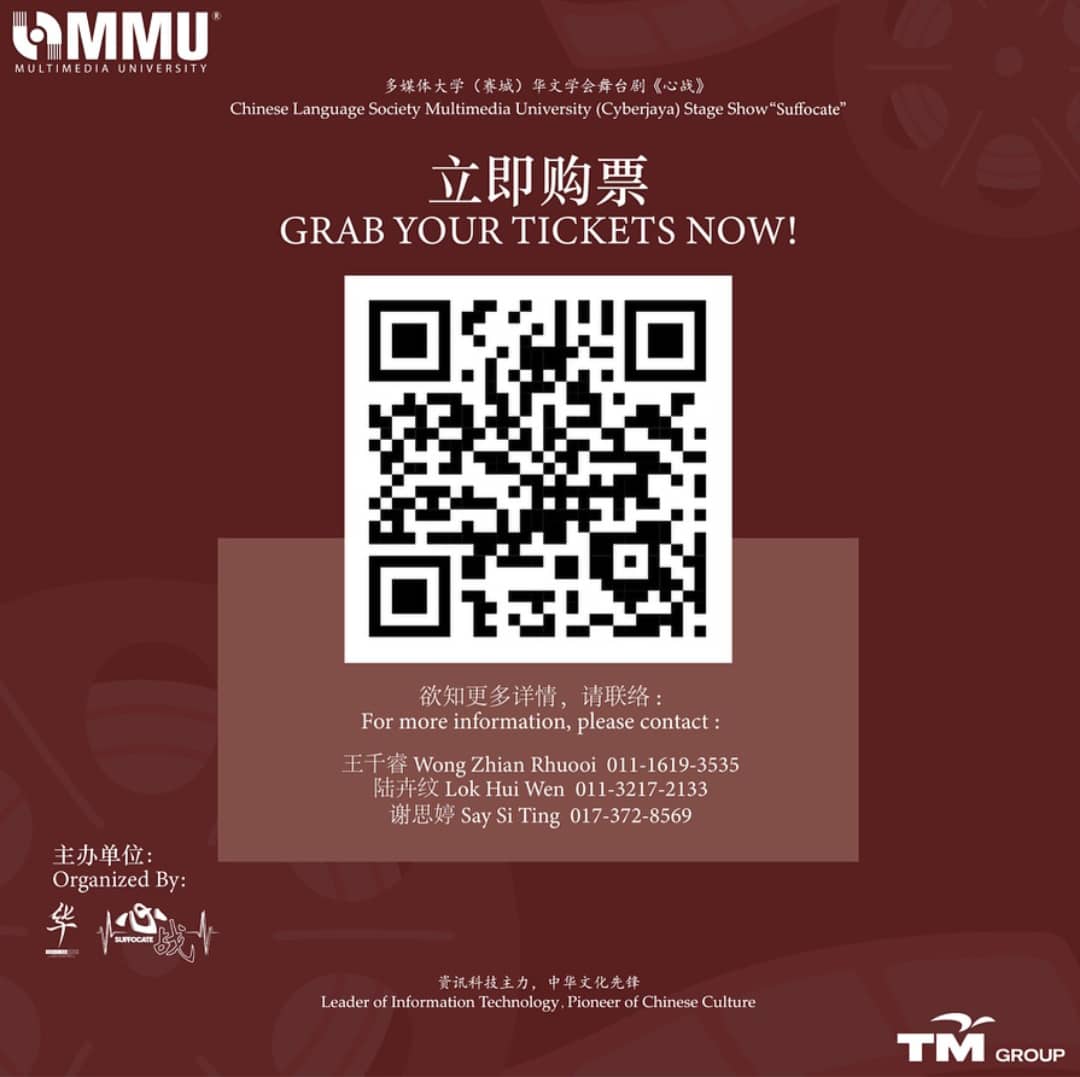 MMU®
MULTIMEDIA UNIVERSITY
多媒体大学（赛城）华文学会舞台剧《心战》
Chinese Language Society Multimedia University (Cyberjaya) Stage Show “Suffocate”
立即购票
GRAB YOUR TICKETS NOW!
欲知更多详情，请联络：
For more information, please contact :
王千睿 Wong Zhian Rhuooi 011-1619-3535
陆卉纹 Lok Hui Wen 011-3217-2133
谢思婷 Say Si Ting 017-372-8569
主办单位：
Organized By:
华
心战
SUFFOCATE
資讯科技主力，中华文化先锋
Leader of Information Technology, Pioneer of Chinese Culture
TM GROUP